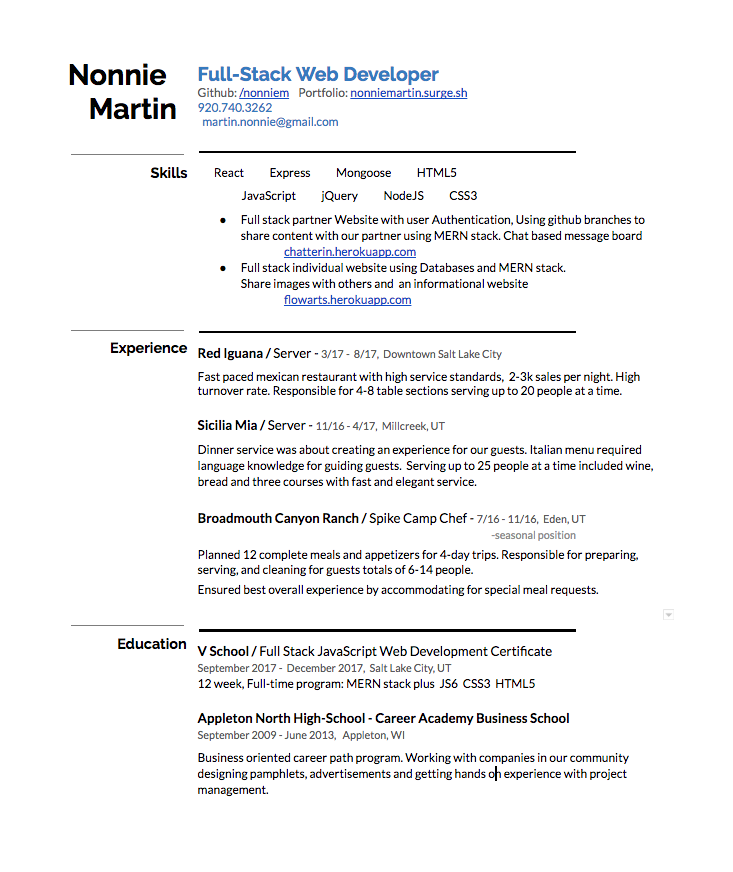 Nonnie
Martin
Full-Stack Web Developer
Github: /nonniem Portfolio: nonniemartin.surge.sh
920.740.3262
martin.nonnie@gmail.com
Skills
React Express Mongoose HTML5
JavaScript jQuery NodeJS CSS3
● Full stack partner Website with user Authentication, Using github branches to
share content with our partner using MERN stack. Chat based message board
chatterin.herokuapp.com
● Full stack individual website using Databases and MERN stack.
Share images with others and an informational website
flowarts.herokuapp.com
Experience
Red Iguana / Server - 3/17 - 8/17, Downtown Salt Lake City
Fast paced mexican restaurant with high service standards, 2-3k sales per night. High
turnover rate. Responsible for 4-8 table sections serving up to 20 people at a time.
Sicilia Mia / Server - 11/16 - 4/17, Millcreek, UT
Dinner service was about creating an experience for our guests. Italian menu required
language knowledge for guiding guests. Serving up to 25 people at a time included wine,
bread and three courses with fast and elegant service.
Broadmouth Canyon Ranch / Spike Camp Chef - 7/16 - 11/16, Eden, UT
-seasonal position
Planned 12 complete meals and appetizers for 4-day trips. Responsible for preparing,
serving, and cleaning for guests totals of 6-14 people.
Ensured best overall experience by accommodating for special meal requests.
Education
V School / Full Stack JavaScript Web Development Certificate
September 2017 - December 2017, Salt Lake City, UT
12 week, Full-time program: MERN stack plus JS6 CSS3 HTML5
Appleton North High-School - Career Academy Business School
September 2009 - June 2013, Appleton, WI
Business oriented career path program. Working with companies in our community
designing pamphlets, advertisements and getting hands on experience with project
management.